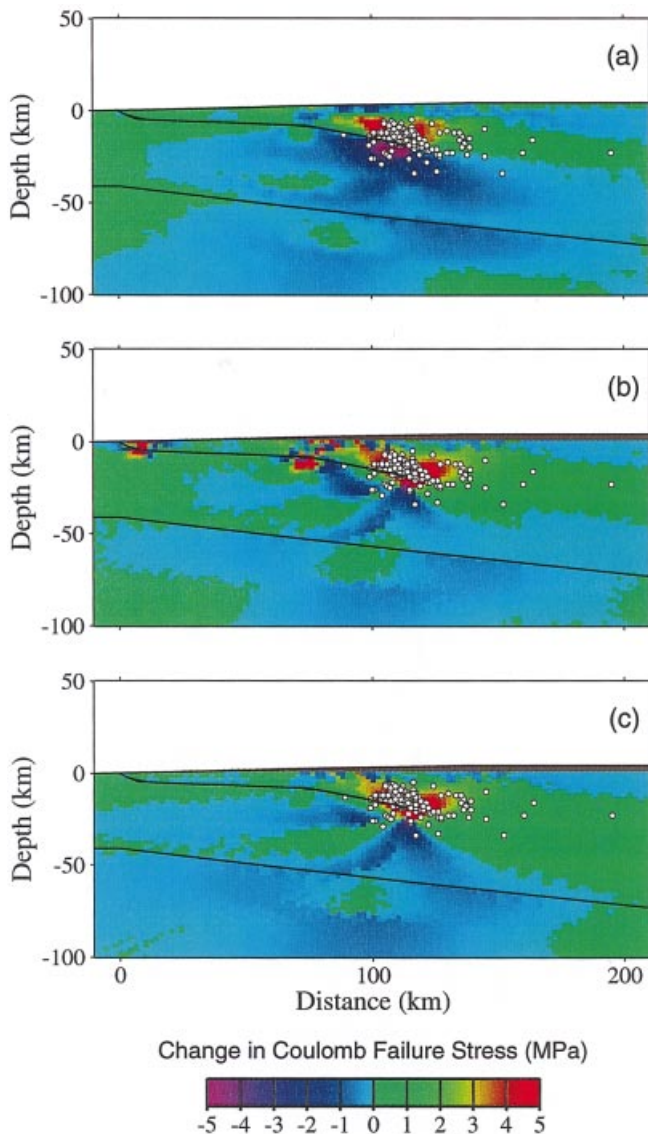 50
(a)
0
Depth (km)
-50
-100
50
(b)
0
Depth (km)
-50
-100
50
(c)
0
Depth (km)
-50
-100
0 100 200
Distance (km)
Change in Coulomb Failure Stress (MPa)
-5 -4 -3 -2 -1 0 1 2 3 4 5